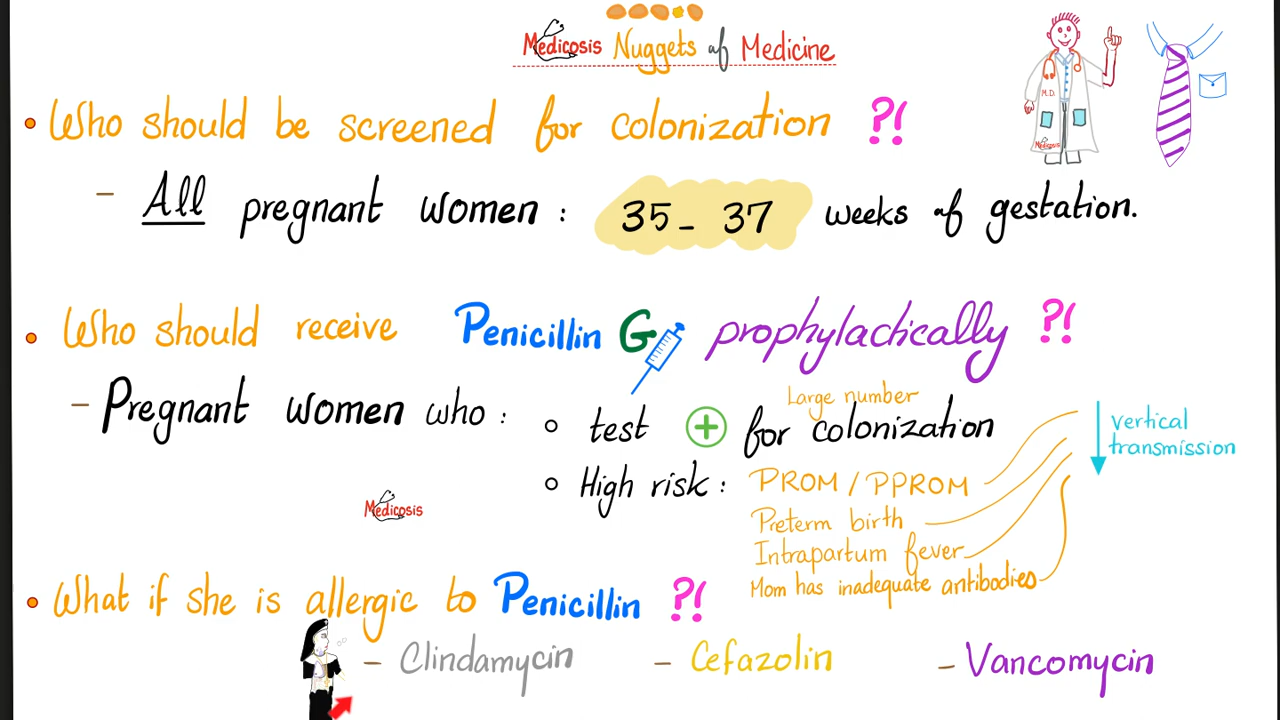 Medicosis Nuggets of Medicine
• Who should be screened for colonization ?!
M.D.
Medicosis
– All pregnant women : 35 – 37 weeks of gestation.
• Who should receive Penicillin G prophylactically ?!
– Pregnant women who :
Large number
○ test + for colonization
○ High risk : PROM / PPROM
Preterm birth
Intrapartum fever
Mom has inadequate antibodies
vertical
transmission
Medicosis
• What if she is allergic to Penicillin ?!
– Clindamycin – Cefazolin – Vancomycin